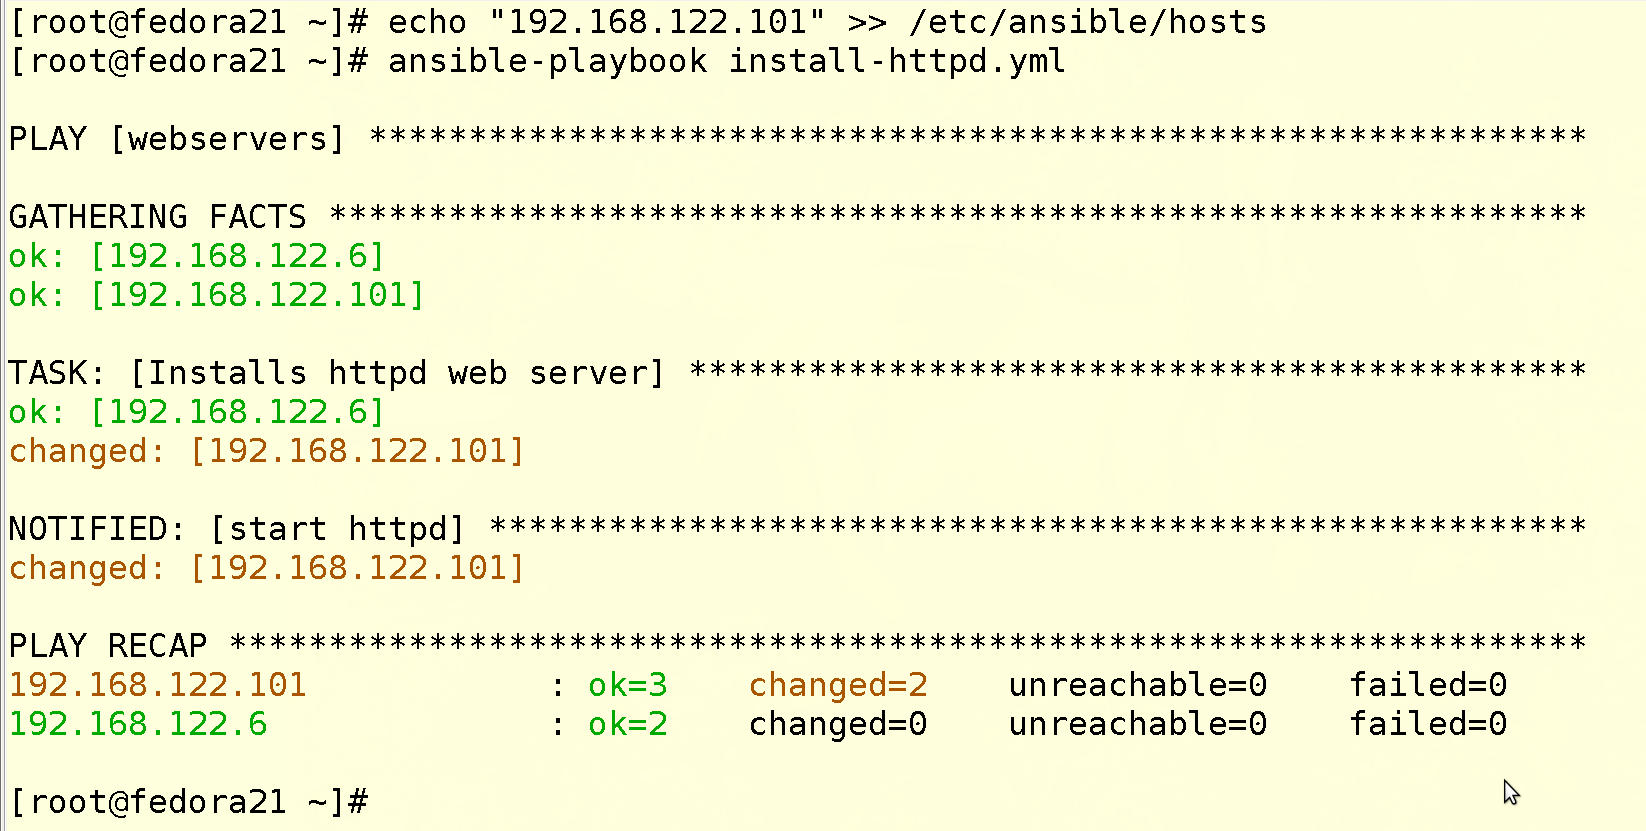 [root@fedora21 ~]# echo "192.168.122.101" >> /etc/ansible/hosts
[root@fedora21 ~]# ansible-playbook install-httpd.yml
PLAY [webservers] *************************************************************
GATHERING FACTS ***************************************************************
ok: [192.168.122.6]
ok: [192.168.122.101]
TASK: [Installs httpd web server] *********************************************
ok: [192.168.122.6]
changed: [192.168.122.101]
NOTIFIED: [start httpd] *******************************************************
changed: [192.168.122.101]
PLAY RECAP ********************************************************************
192.168.122.101            : ok=3    changed=2    unreachable=0    failed=0
192.168.122.6              : ok=2    changed=0    unreachable=0    failed=0
[root@fedora21 ~]#